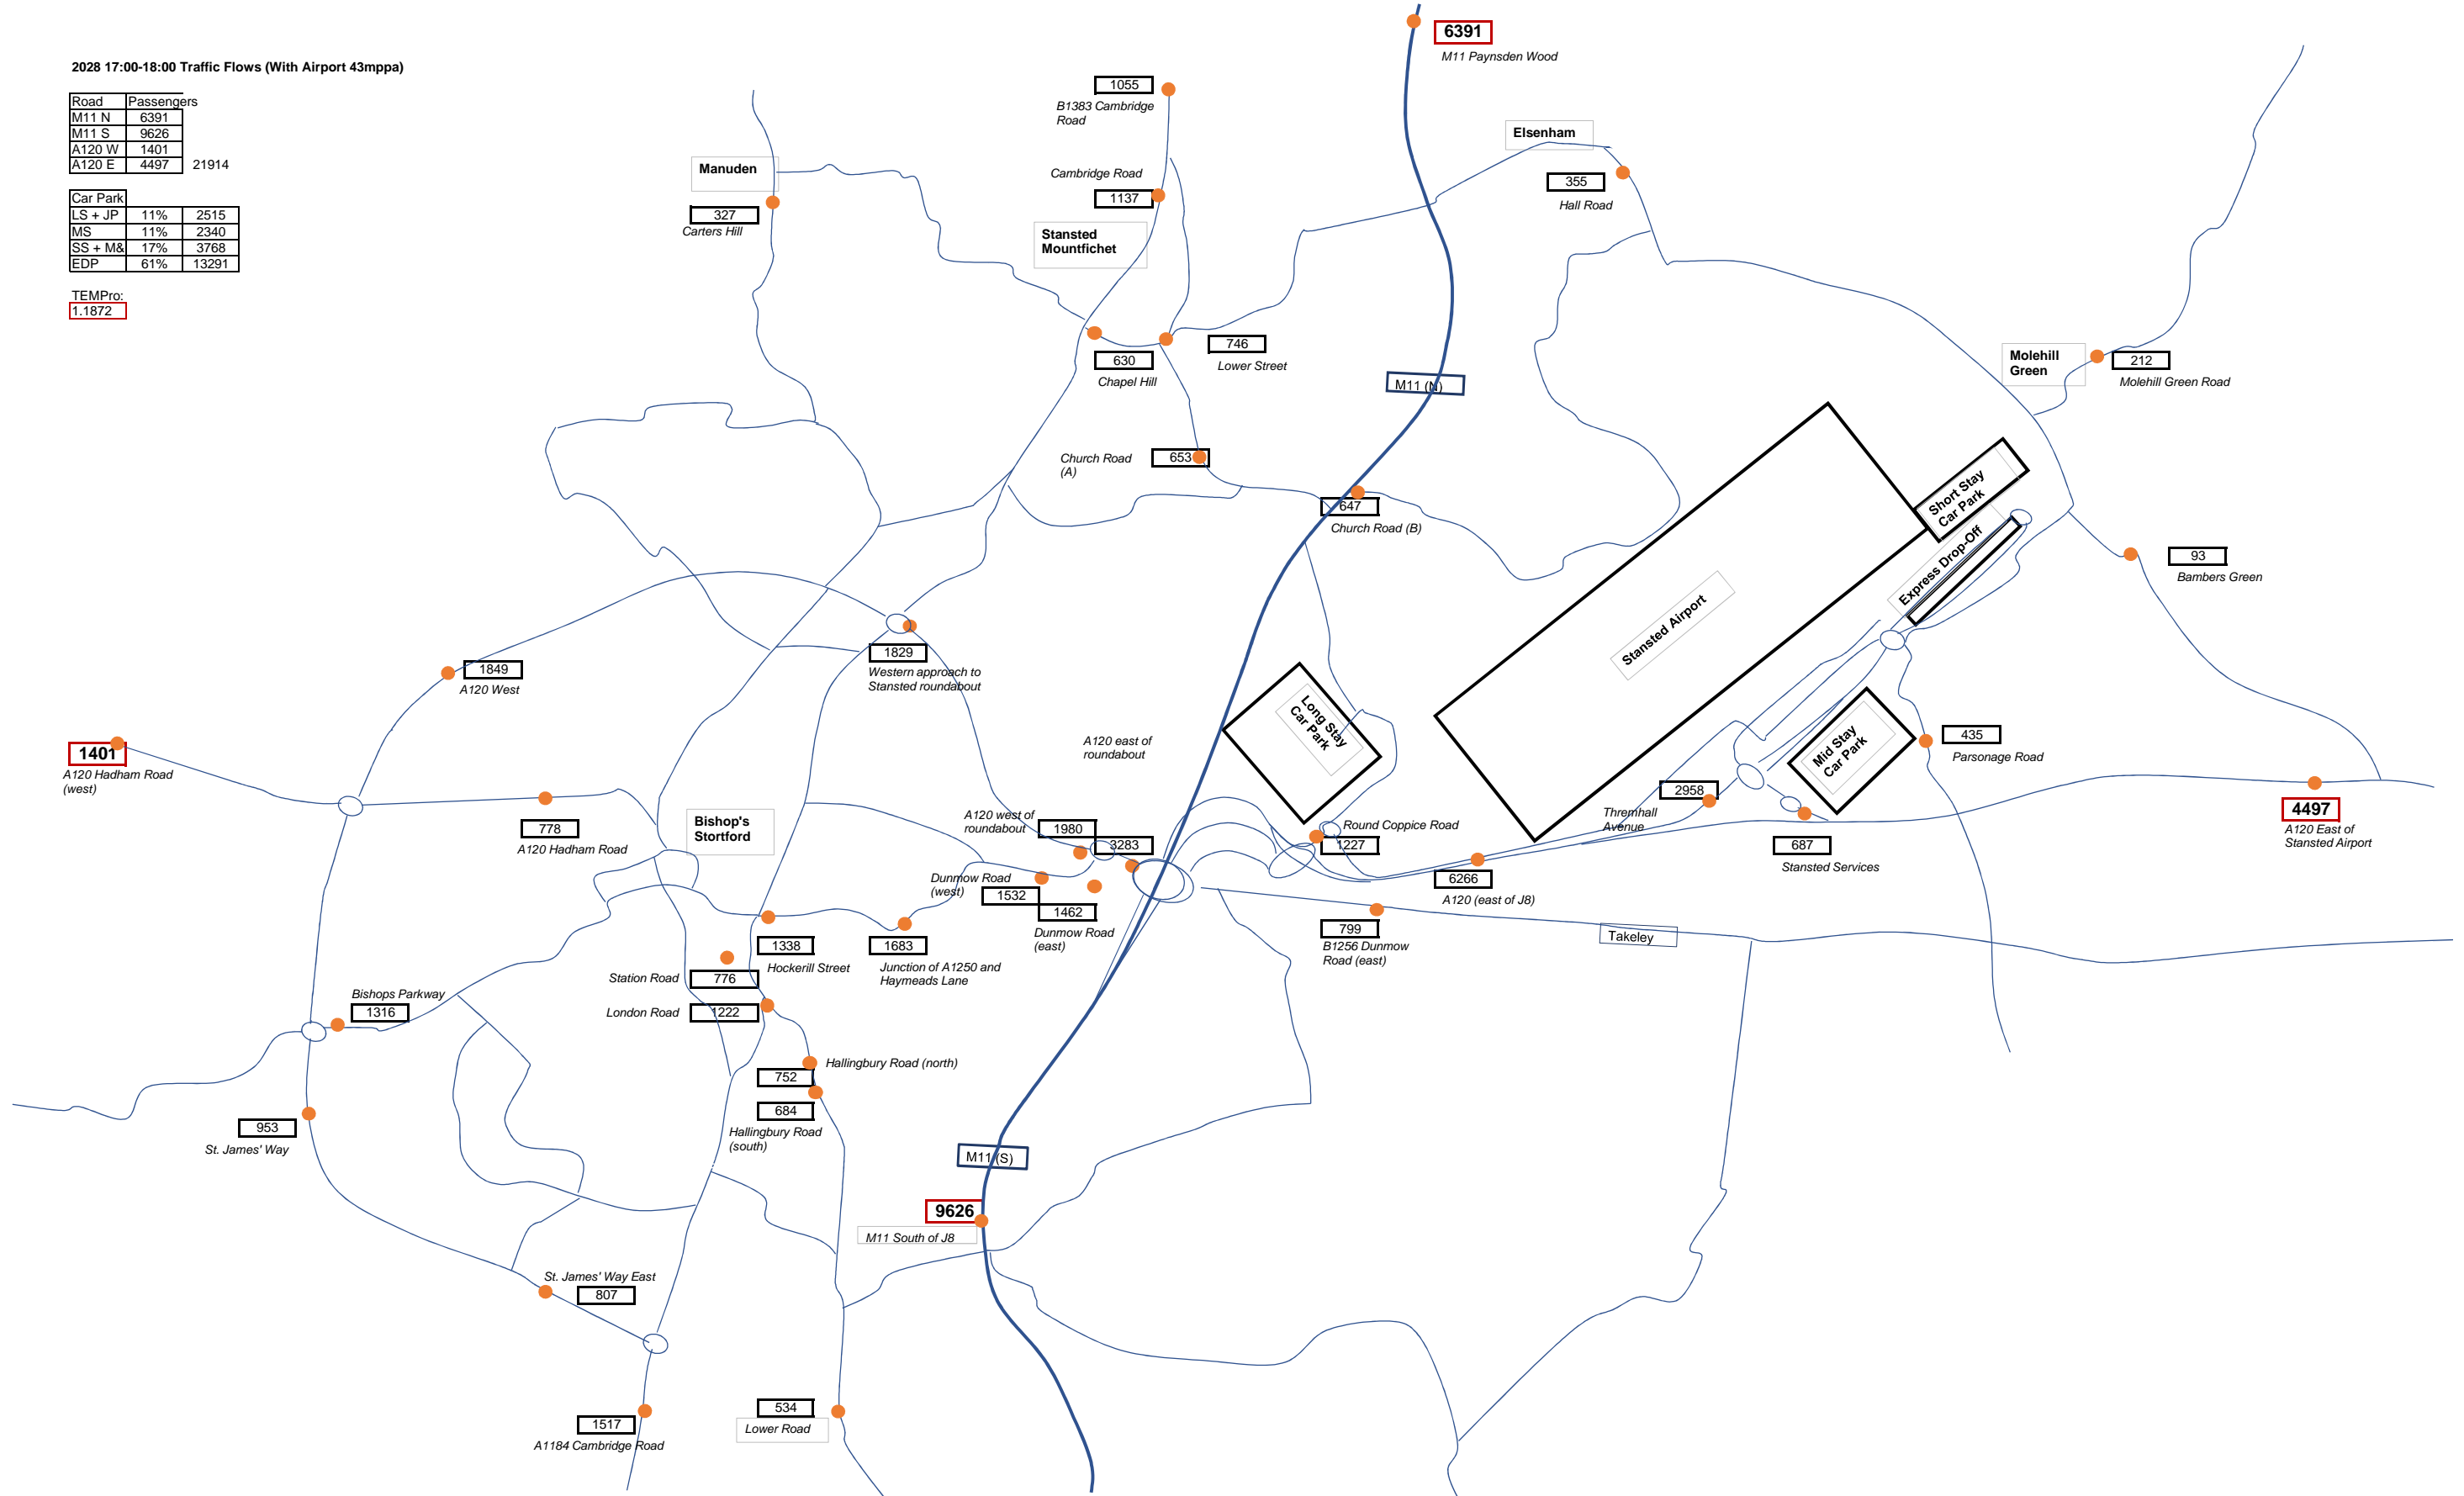 6391
M11 Paynsden Wood
2028 17:00-18:00 Traffic Flows (With Airport 43mppa)
Road Passengers
M11 N 6391
M11 S 9626
A120 W 1401
A120 E 4497 21914
Car Park
LS + JP 11% 2515
MS 11% 2340
SS + M& 17% 3768
EDP 61% 13291
TEMPro:
1.1872
1055
B1383 Cambridge
Road
Elsenham
Manuden
Cambridge Road
1137
355
Hall Road
327
Carters Hill
Stansted
Mountfichet
746
Lower Street
630
Chapel Hill
M11 (N)
Molehill
Green
212
Molehill Green Road
Church Road
(A)
653
647
Church Road (B)
Short Stay
Car Park
Express Drop-Off
93
Bambers Green
Stansted Airport
1829
Western approach to
Stansted roundabout
1849
A120 West
1401
A120 Hadham Road
(west)
Long Stay
Car Park
Mid Stay
Car Park
435
Parsonage Road
A120 east of
roundabout
2958
Thremhall
Avenue
4497
A120 East of
Stansted Airport
778
A120 Hadham Road
Bishop's
Stortford
A120 west of
roundabout
1980
3283
Round Coppice Road
1227
687
Stansted Services
Dunmow Road
(west)
1532
1462
Dunmow Road
(east)
6266
A120 (east of J8)
799
B1256 Dunmow
Road (east)
Takeley
1338
Hockerill Street
1683
Junction of A1250 and
Haymeads Lane
Station Road
776
London Road
1222
Bishops Parkway
1316
Hallingbury Road (north)
752
684
Hallingbury Road
(south)
953
St. James' Way
M11 (S)
9626
M11 South of J8
St. James' Way East
807
1517
A1184 Cambridge Road
534
Lower Road